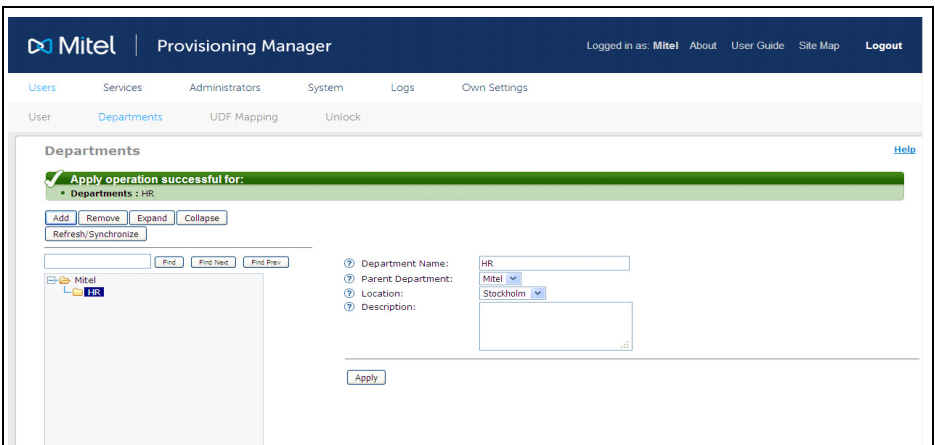 Mitel | Provisioning Manager
Logged in as: Mitel About User Guide Site Map Logout
Users Services Administrators System Logs Own Settings
User Departments UDF Mapping Unlock
Departments
Help
Apply operation successful for:
• Departments : HR
Add Remove Expand Collapse
Refresh/Synchronize
Find Find Next Find Prev
Mitel
HR
? Department Name: HR
? Parent Department: Mitel
? Location: Stockholm
? Description:
Apply